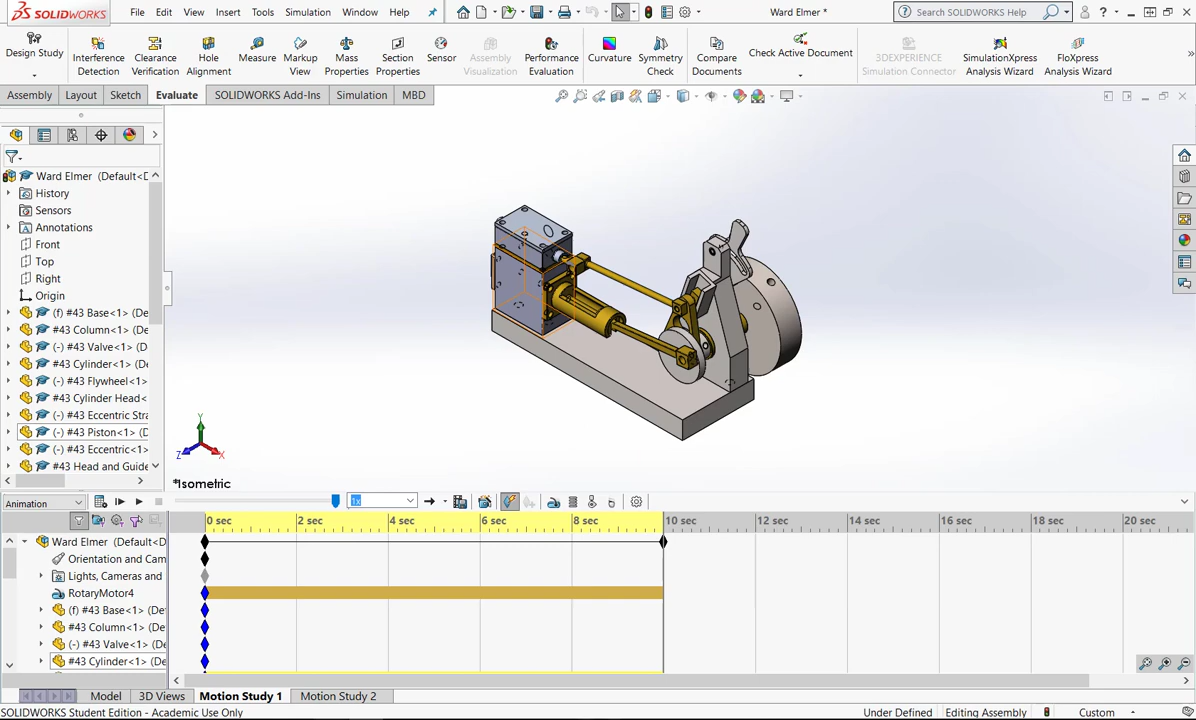 SOLIDWORKS File Edit View Insert Tools Simulation Window Help Ward Elmer * Search SOLIDWORKS Help
Design Study
Interference Detection
Clearance Verification
Hole Alignment
Measure
Markup View
Mass Properties
Section Properties
Sensor
Assembly Visualization
Performance Evaluation
Curvature
Symmetry Check
Compare Documents
Check Active Document
3DEXPERIENCE Simulation Connector
SimulationXpress Analysis Wizard
FloXpress Analysis Wizard
Assembly Layout Sketch Evaluate SOLIDWORKS Add-Ins Simulation MBD
Ward Elmer (Default<D
History
Sensors
Annotations
Front
Top
Right
Origin
(f) #43 Base<1> (Def
#43 Column<1> (De
(-) #43 Valve<1> (De
#43 Cylinder<1> (De
(-) #43 Flywheel<1>
#43 Cylinder Head<
(-) #43 Eccentric Stra
(-) #43 Piston<1> (D
(-) #43 Eccentric<1>
#43 Head and Guide
Y
Z X
*Isometric
Animation 1x
0 sec 2 sec 4 sec 6 sec 8 sec 10 sec 12 sec 14 sec 16 sec 18 sec 20 sec
Ward Elmer (Default<D
Orientation and Cam
Lights, Cameras and
RotaryMotor4
(f) #43 Base<1> (De
#43 Column<1> (De
(-) #43 Valve<1> (De
#43 Cylinder<1> (De
Model 3D Views Motion Study 1 Motion Study 2
SOLIDWORKS Student Edition - Academic Use Only Under Defined Editing Assembly Custom